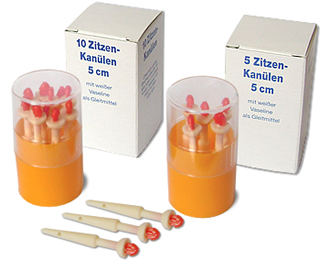 10 Zitzen-
Kanülen
5 cm
mit weißer
Vaseline
als Gleitmittel
5 Zitzen-
Kanülen
5 cm
mit weißer
Vaseline
als Gleitmittel